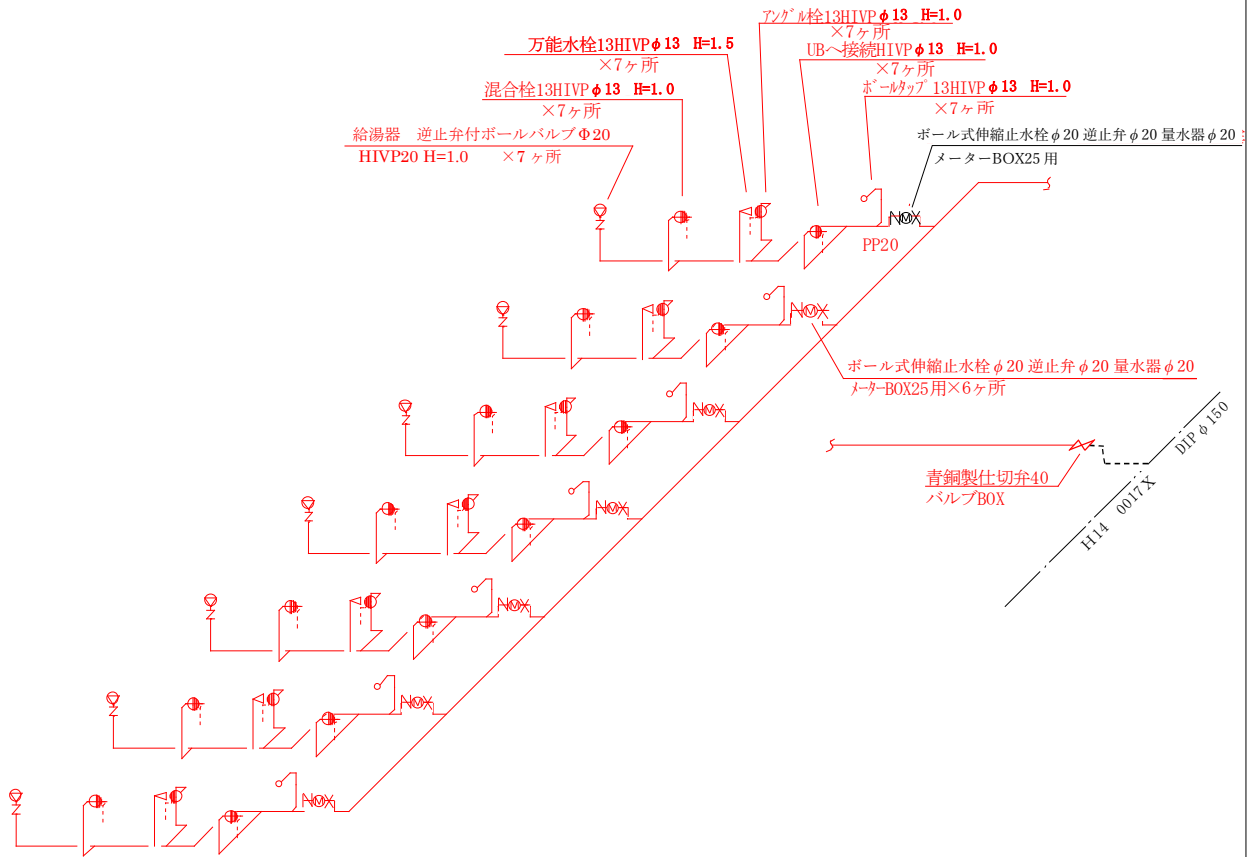 アングル栓13HIVPφ13 H=1.0
×7ヶ所
万能水栓13HIVPφ13 H=1.5
×7ヶ所
UBへ接続HIVPφ13 H=1.0
×7ヶ所
混合栓13HIVPφ13 H=1.0
×7ヶ所
ボールタップ13HIVPφ13 H=1.0
×7ヶ所
給湯器 逆止弁付ボールバルブΦ20
HIVP20 H=1.0 ×7ヶ所
ボール式伸縮止水栓φ20 逆止弁φ20 量水器φ20
メーターBOX25用
PP20
ボール式伸縮止水栓φ20 逆止弁φ20 量水器φ20
メーターBOX25用×6ヶ所
DIPφ150
青銅製仕切弁40
バルブBOX
H14 0017X
M
M
M
M
M
M
M